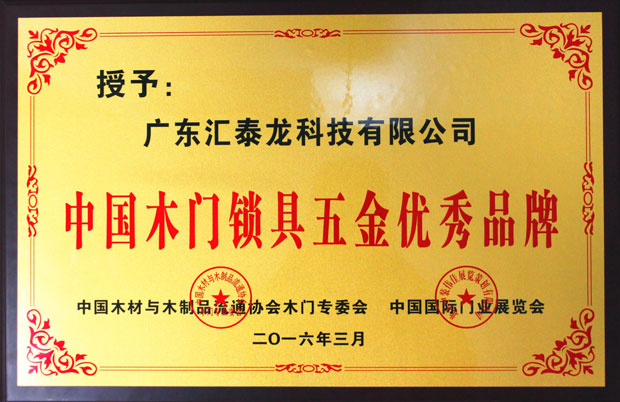 授予：
广东汇泰龙科技有限公司
中国木门锁具五金优秀品牌
中国木材与木制品流通协会木门专委会 中国国际门业展览会
二〇一六年三月